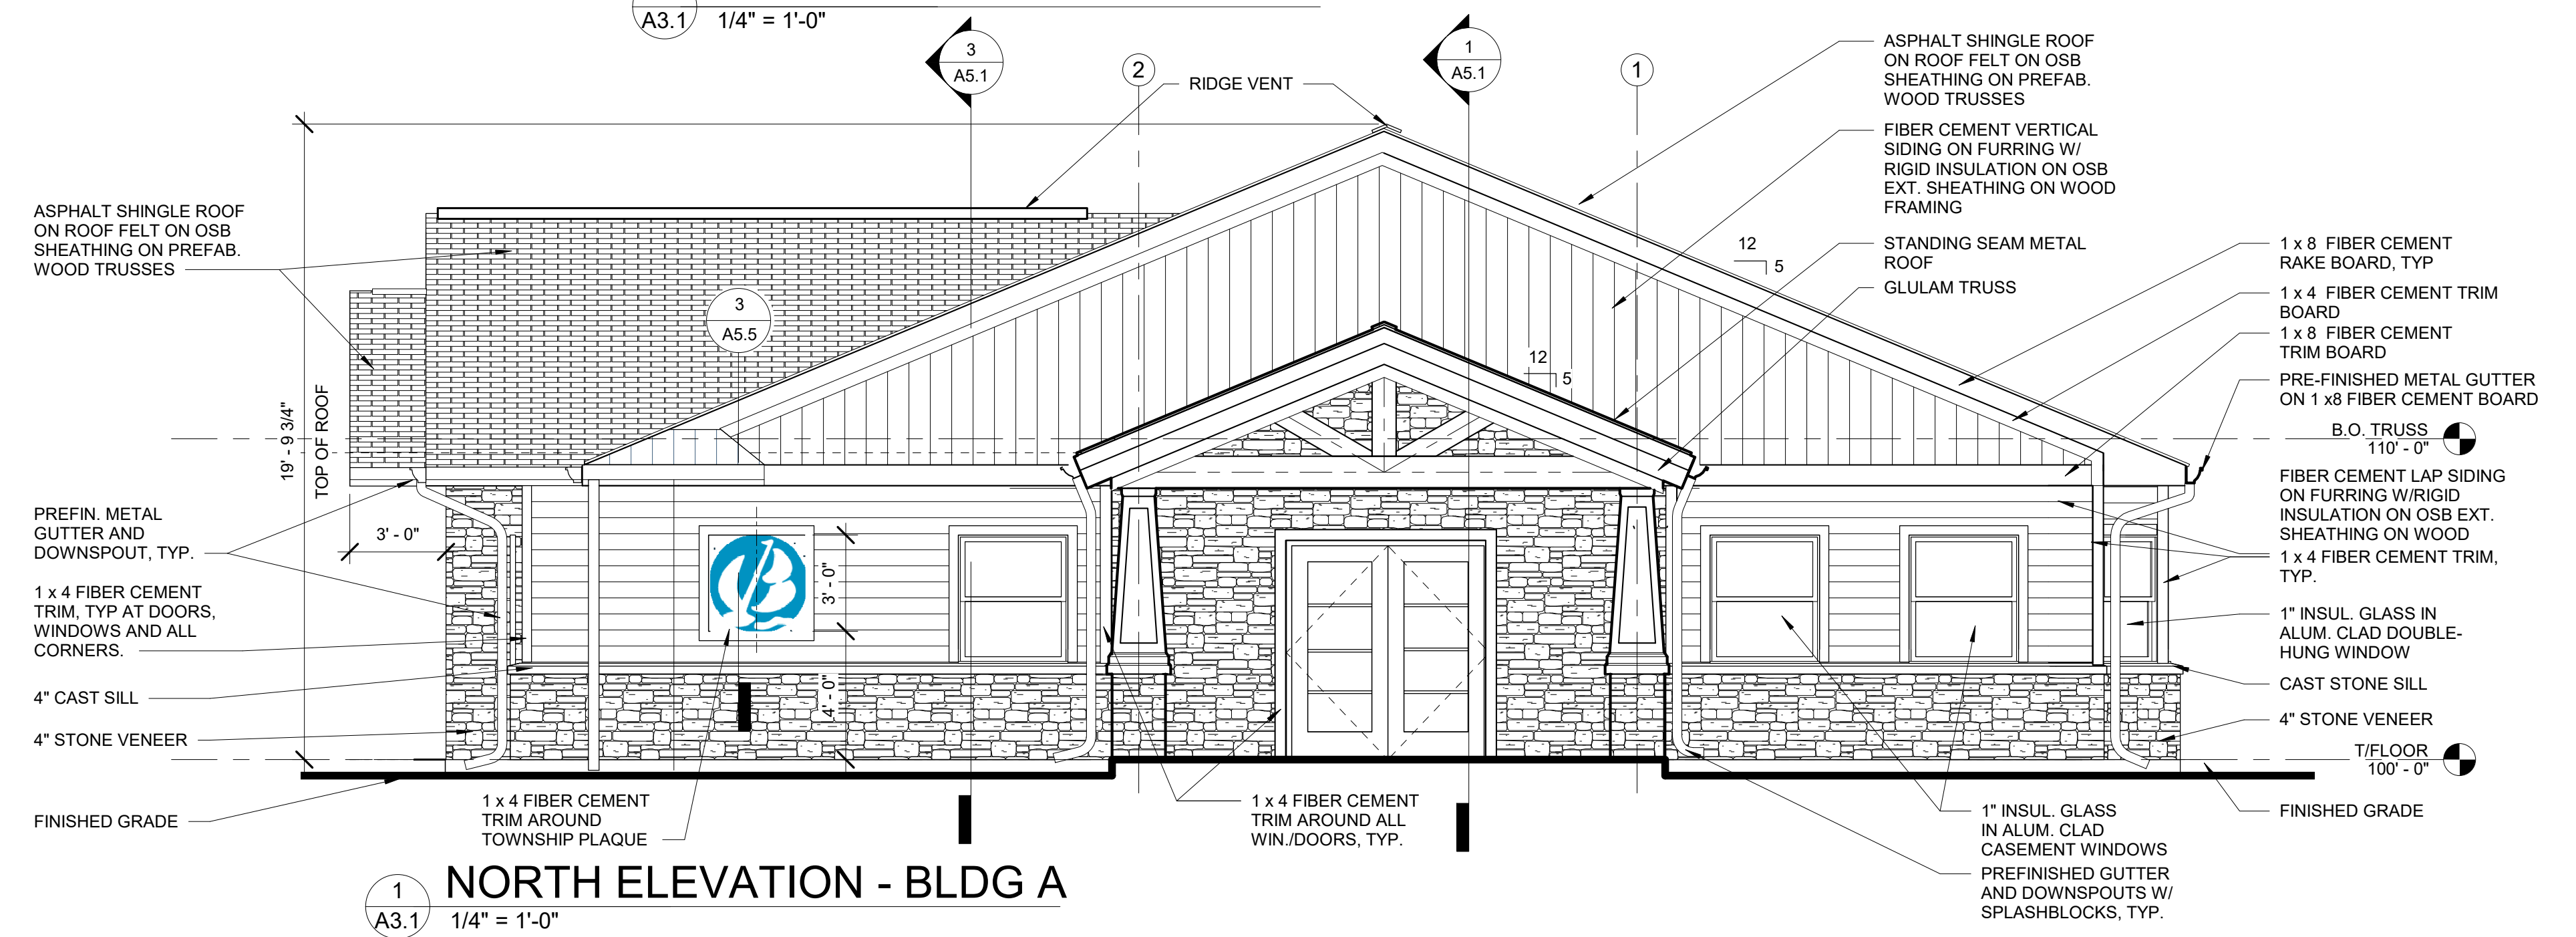 A3.1
1/4" = 1'-0"
3
A5.1
2
RIDGE VENT
1
A5.1
1
ASPHALT SHINGLE ROOF
ON ROOF FELT ON OSB
SHEATHING ON PREFAB.
WOOD TRUSSES
FIBER CEMENT VERTICAL
SIDING ON FURRING W/
RIGID INSULATION ON OSB
EXT. SHEATHING ON WOOD
FRAMING
STANDING SEAM METAL
ROOF
GLULAM TRUSS
12
5
12
5
1 x 8 FIBER CEMENT
RAKE BOARD, TYP
1 x 4 FIBER CEMENT TRIM
BOARD
1 x 8 FIBER CEMENT
TRIM BOARD
PRE-FINISHED METAL GUTTER
ON 1 x8 FIBER CEMENT BOARD
B.O. TRUSS
110' - 0"
FIBER CEMENT LAP SIDING
ON FURRING W/RIGID
INSULATION ON OSB EXT.
SHEATHING ON WOOD
1 x 4 FIBER CEMENT TRIM,
TYP.
1" INSUL. GLASS IN
ALUM. CLAD DOUBLE-
HUNG WINDOW
CAST STONE SILL
4" STONE VENEER
T/FLOOR
100' - 0"
FINISHED GRADE
ASPHALT SHINGLE ROOF
ON ROOF FELT ON OSB
SHEATHING ON PREFAB.
WOOD TRUSSES
3
A5.5
19' - 9 3/4"
TOP OF ROOF
PREFIN. METAL
GUTTER AND
DOWNSPOUT, TYP.
3' - 0"
1 x 4 FIBER CEMENT
TRIM, TYP AT DOORS,
WINDOWS AND ALL
CORNERS.
4" CAST SILL
4" STONE VENEER
FINISHED GRADE
B
3' - 0"
4' - 0"
1 x 4 FIBER CEMENT
TRIM AROUND
TOWNSHIP PLAQUE
1 x 4 FIBER CEMENT
TRIM AROUND ALL
WIN./DOORS, TYP.
1" INSUL. GLASS
IN ALUM. CLAD
CASEMENT WINDOWS
PREFINISHED GUTTER
AND DOWNSPOUTS W/
SPLASHBLOCKS, TYP.
1
A3.1
NORTH ELEVATION - BLDG A
1/4" = 1'-0"